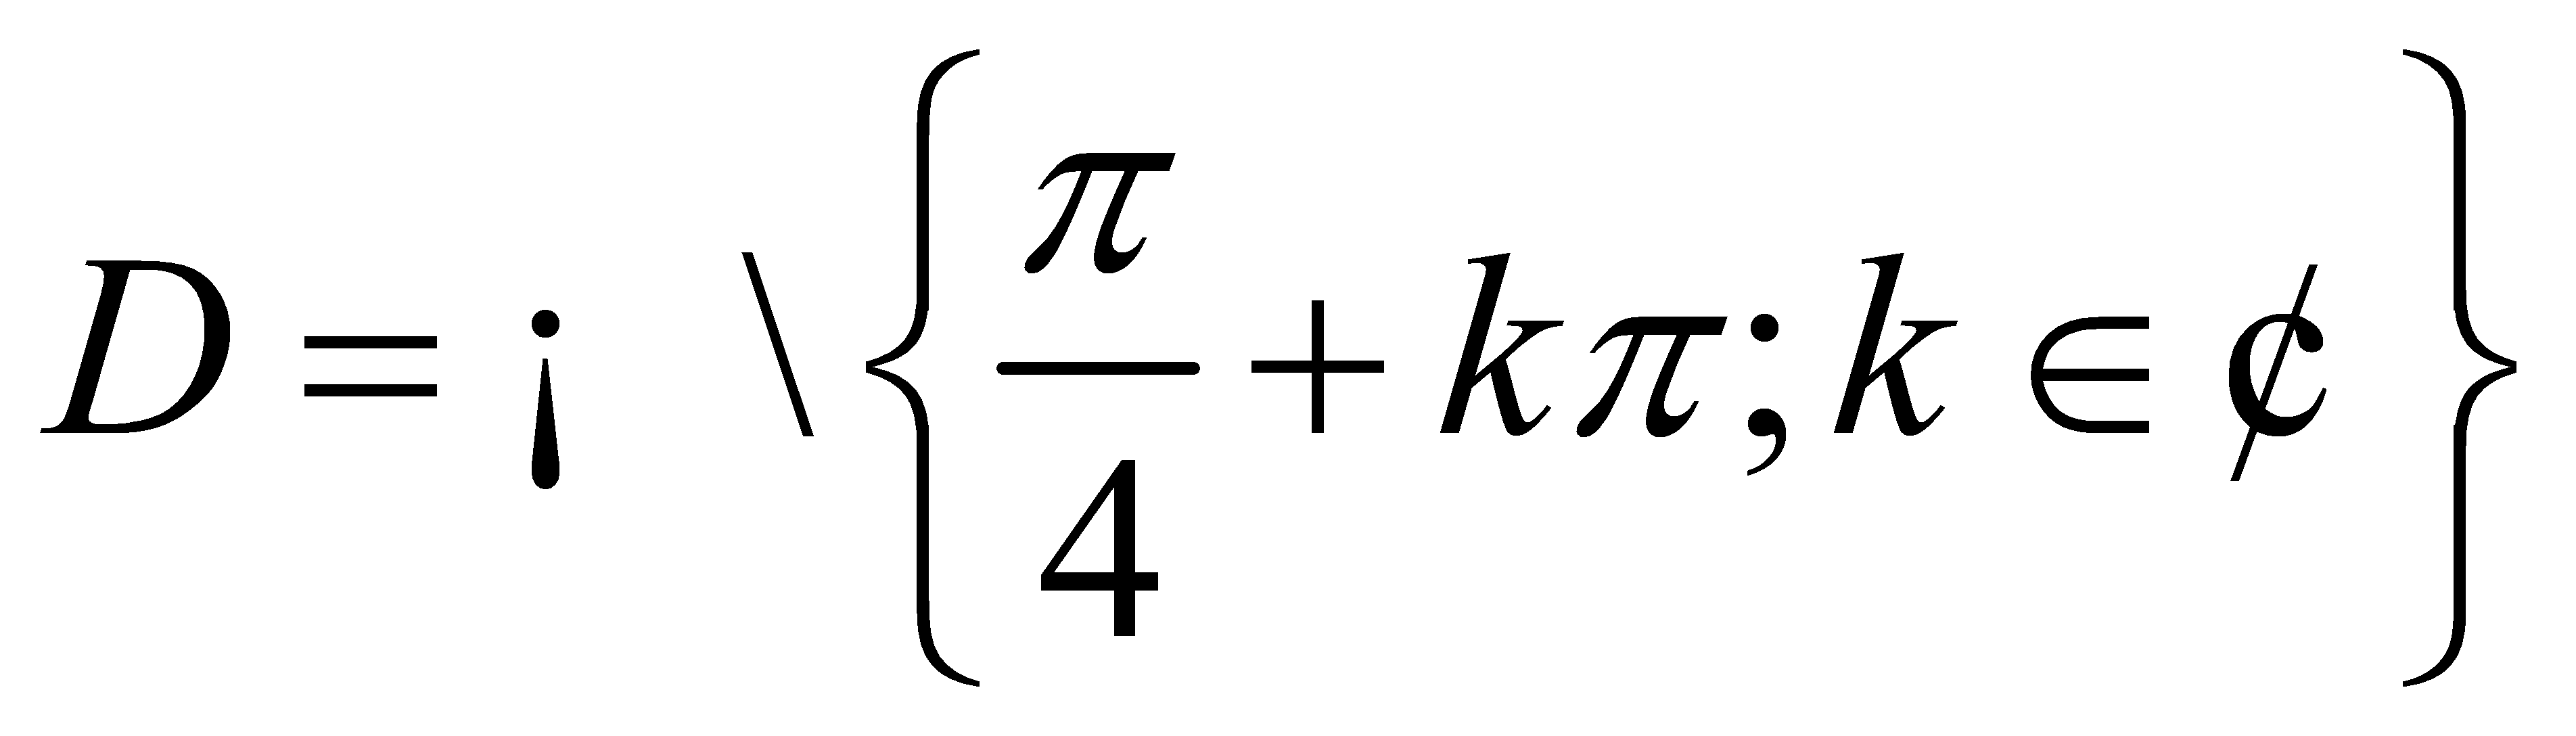 D = ¡ \ { π/4 + kπ; k ∈ ¢ }